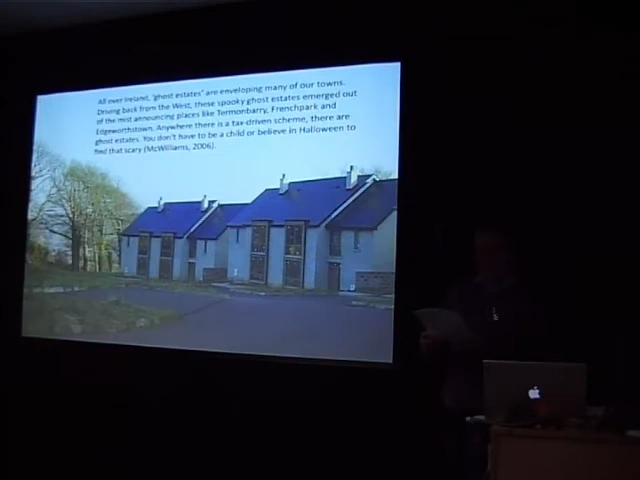 All over Ireland, 'ghost estates' are enveloping many of our towns.
Driving back from the West, these spooky ghost estates emerged out
of the mist announcing places like Termonbarry, Frenchpark and
Edgeworthstown. Anywhere there is a tax-driven scheme, there are
ghost estates. You don't have to be a child or believe in Halloween to
find that scary (McWilliams, 2006).